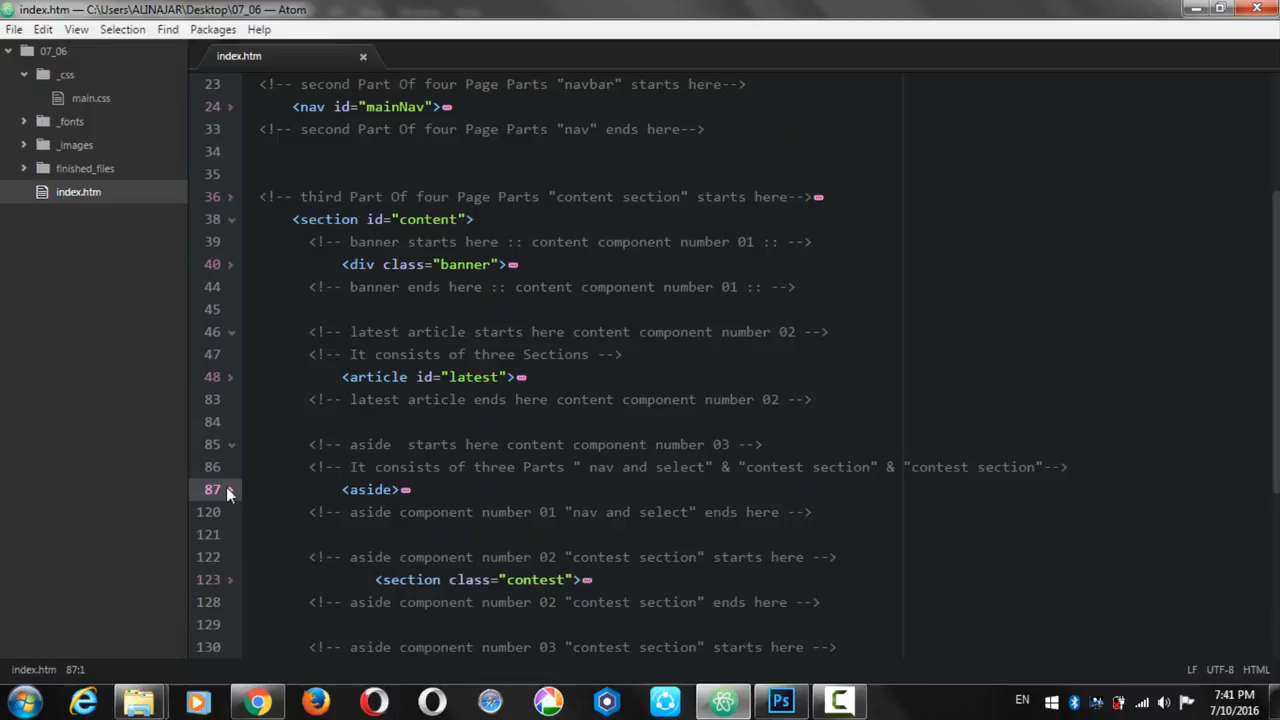 index.htm — C:\Users\ALINAJAR\Desktop\07_06 — Atom
File Edit View Selection Find Packages Help
07_06
_css
main.css
_fonts
_images
finished_files
index.htm
index.htm
23 <!-- second Part Of four Page Parts "navbar" starts here-->
24 <nav id="mainNav">
33 <!-- second Part Of four Page Parts "nav" ends here-->
34
35
36 <!-- third Part Of four Page Parts "content section" starts here-->
38 <section id="content">
39 <!-- banner starts here :: content component number 01 :: -->
40 <div class="banner">
44 <!-- banner ends here :: content component number 01 :: -->
45
46 <!-- latest article starts here content component number 02 -->
47 <!-- It consists of three Sections -->
48 <article id="latest">
83 <!-- latest article ends here content component number 02 -->
84
85 <!-- aside  starts here content component number 03 -->
86 <!-- It consists of three Parts " nav and select" & "contest section" & "contest section"-->
87 <aside>
120 <!-- aside component number 01 "nav and select" ends here -->
121
122 <!-- aside component number 02 "contest section" starts here -->
123 <section class="contest">
128 <!-- aside component number 02 "contest section" ends here -->
129
130 <!-- aside component number 03 "contest section" starts here -->
index.htm 87:1 LF UTF-8 HTML
EN 7:41 PM
7/10/2016
Ps